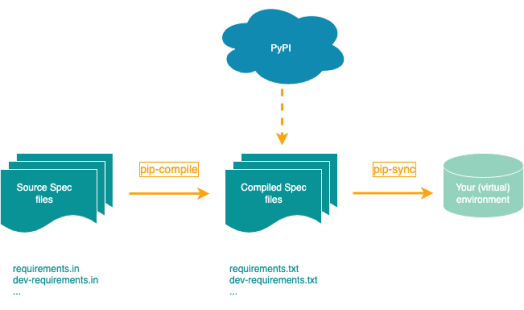 PyPI
Source Spec
files
pip-compile
Compiled Spec
files
pip-sync
Your (virtual)
environment
requirements.in
dev-requirements.in
...
requirements.txt
dev-requirements.txt
...